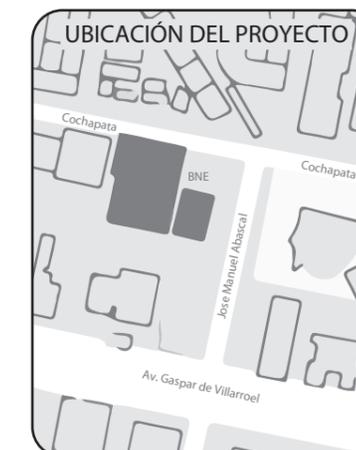 UBICACIÓN DEL PROYECTO
Cochapata
Cochapata
BNE
Jose Manuel Abascal
Av. Gaspar de Villarroel